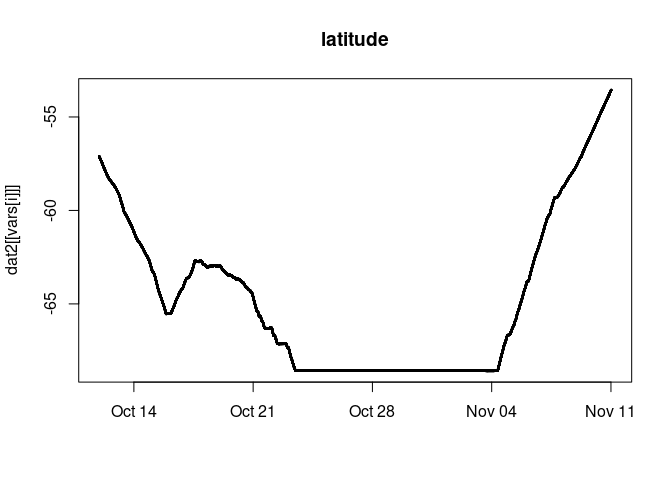 latitude
dat2[[vars[i]]]
-55
-60
-65
Oct 14
Oct 21
Oct 28
Nov 04
Nov 11